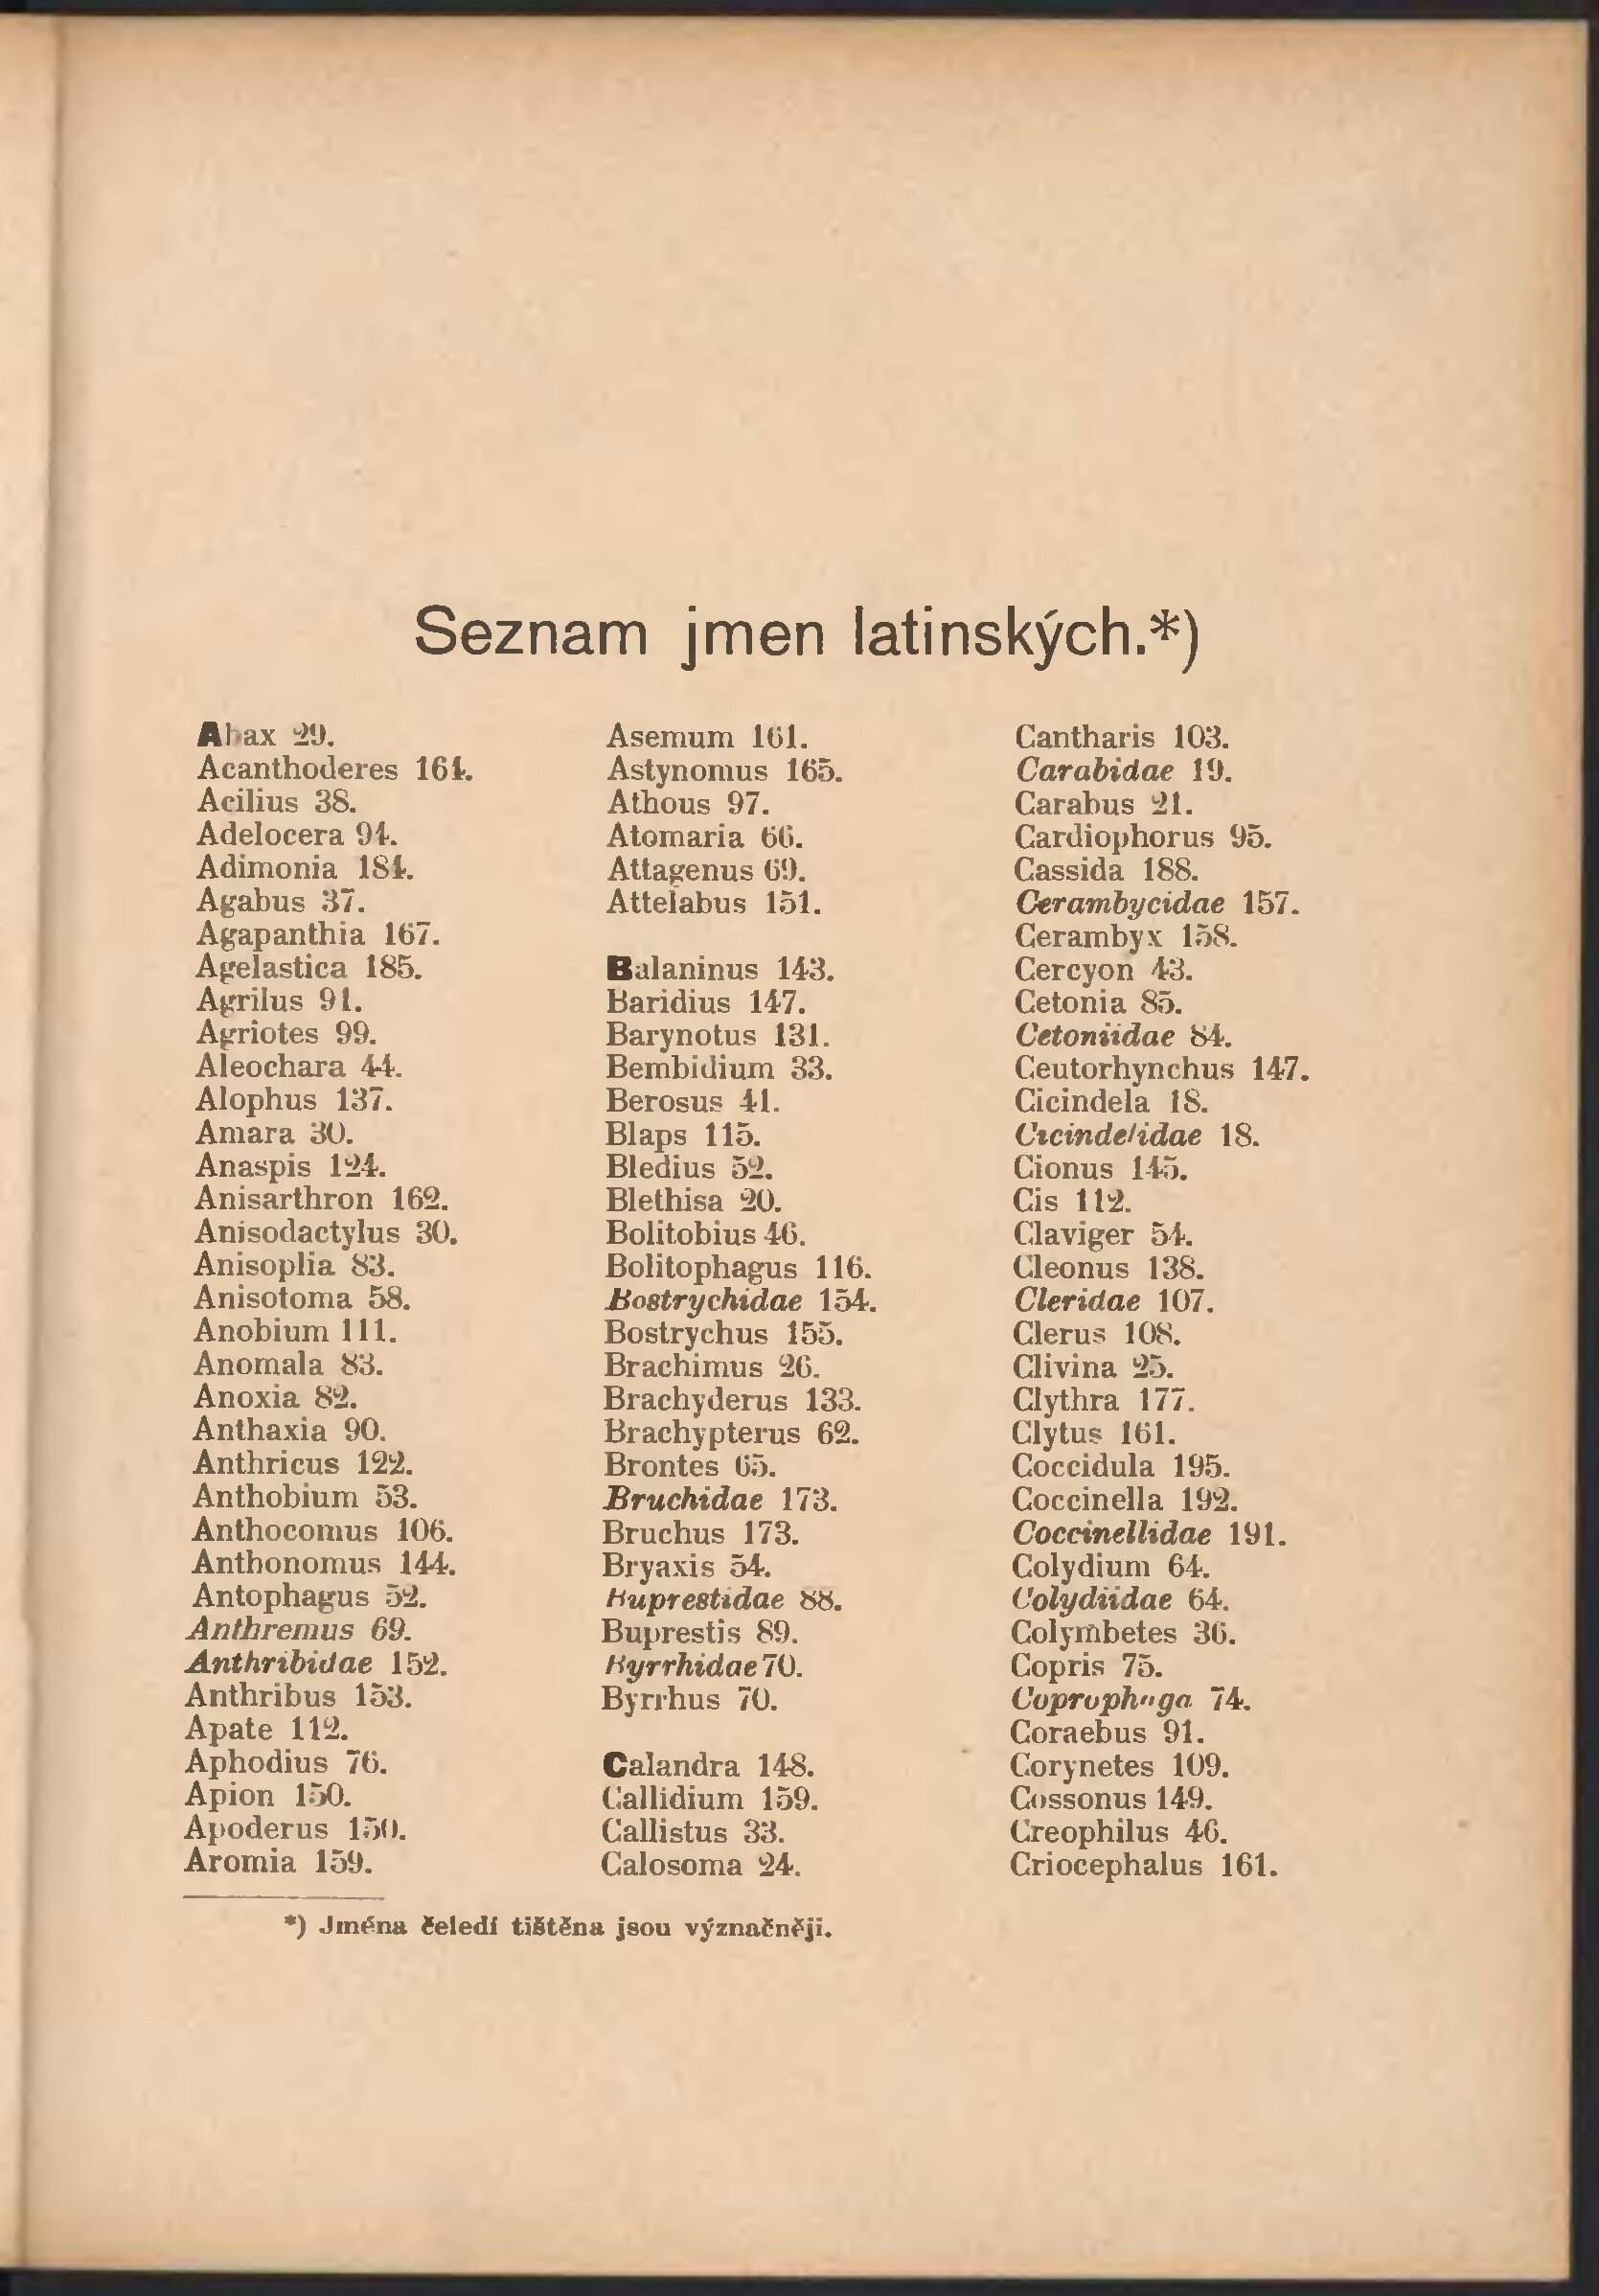 Seznam jmen latinských.*)
Abax 29.
Acanthoderes 164.
Acilius 38.
Adelocera 94.
Adimonia 184.
Agabus 37.
Agapanthia 167.
Agelastica 185.
Agrilus 91.
Agriotes 99.
Aleochara 44.
Alophus 137.
Amara 30.
Anaspis 124.
Anisarthron 162.
Anisodactylus 30.
Anisoplia 83.
Anisotoma 58.
Anobium 111.
Anomala 83.
Anoxia 82.
Anthaxia 90.
Anthricus 122.
Anthobium 53.
Anthocomus 106.
Anthonomus 144.
Antophagus 52.
Anthremus 69.
Anthribidae 152.
Anthribus 153.
Apate 112.
Aphodius 76.
Apion 150.
Apoderus 150.
Aromia 159.
Asemum 161.
Astynomus 165.
Athous 97.
Atomaria 66.
Attagenus 69.
Attelabus 151.
Balaninus 143.
Baridius 147.
Barynotus 131.
Bembidium 33.
Berosus 41.
Blaps 115.
Bledius 52.
Blethisa 20.
Bolitobius 46.
Bolitophagus 116.
Bostrychidae 154.
Bostrychus 155.
Brachimus 26.
Brachyderus 133.
Brachypterus 62.
Brontes 65.
Bruchidae 173.
Bruchus 173.
Bryaxis 54.
Buprestidae 88.
Buprestis 89.
Byrrhidae 70.
Byrrhus 70.
Calandra 148.
Callidium 159.
Callistus 33.
Calosoma 24.
Cantharis 103.
Carabidae 19.
Carabus 21.
Cardiophorus 95.
Cassida 188.
Cerambycidae 157.
Cerambyx 158.
Cercyon 43.
Cetonia 85.
Cetoniidae 84.
Ceutorhynchus 147.
Cicindela 18.
Cicindelidae 18.
Cionus 145.
Cis 112.
Claviger 54.
Cleonus 138.
Cleridae 107.
Clerus 108.
Clivina 25.
Clythra 177.
Clytus 161.
Coccidula 195.
Coccinella 192.
Coccinellidae 191.
Colydium 64.
Colydiidae 64.
Colymbetes 36.
Copris 75.
Coprophaga 74.
Coraebus 91.
Corynetes 109.
Cossonus 149.
Creophilus 46.
Criocephalus 161.
*) Jména čeledí tištěna jsou význačněji.